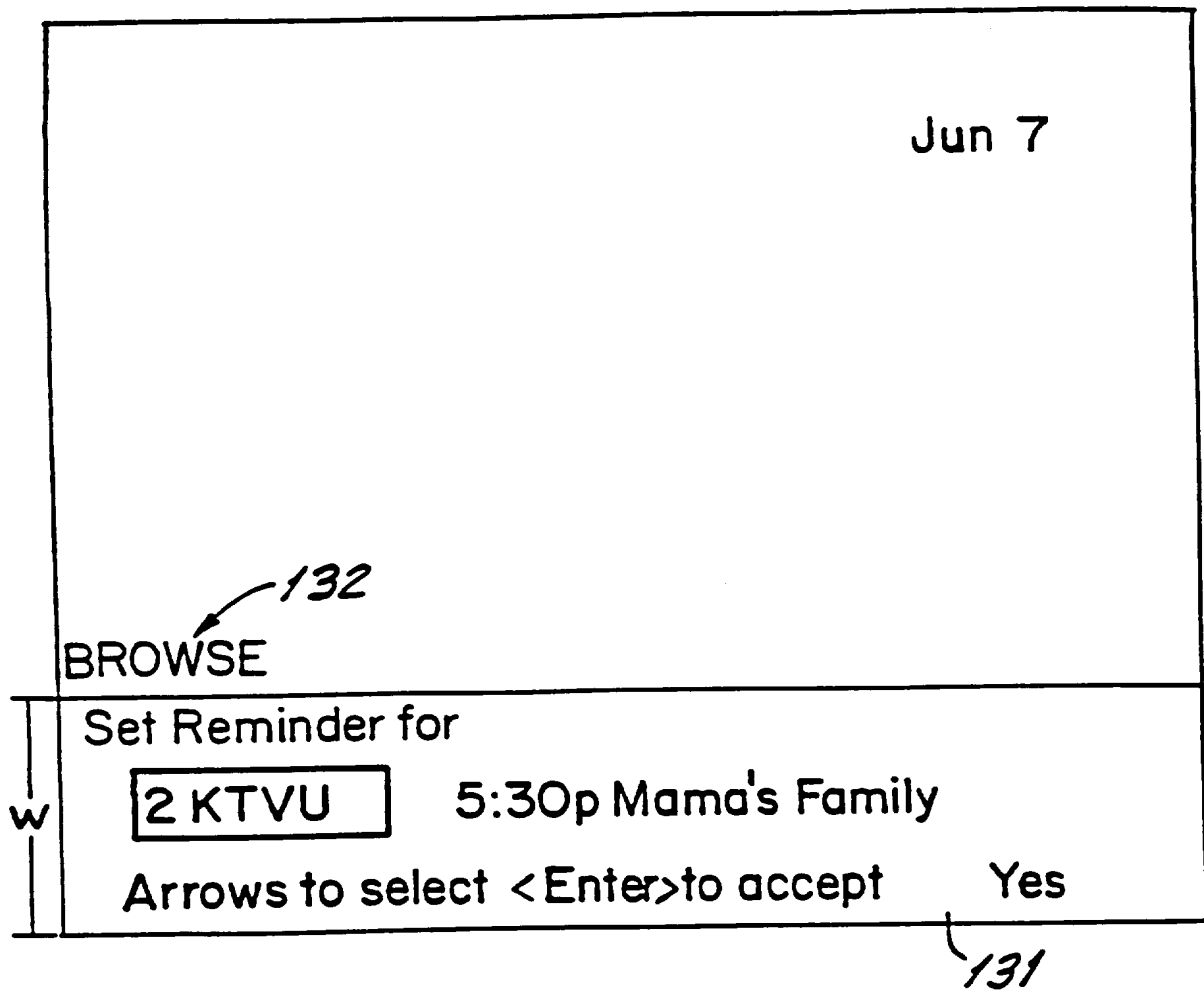 Jun 7
132
BROWSE
Set Reminder for
2 KTVU 5:30p Mama's Family
W
Arrows to select <Enter>to accept Yes
131